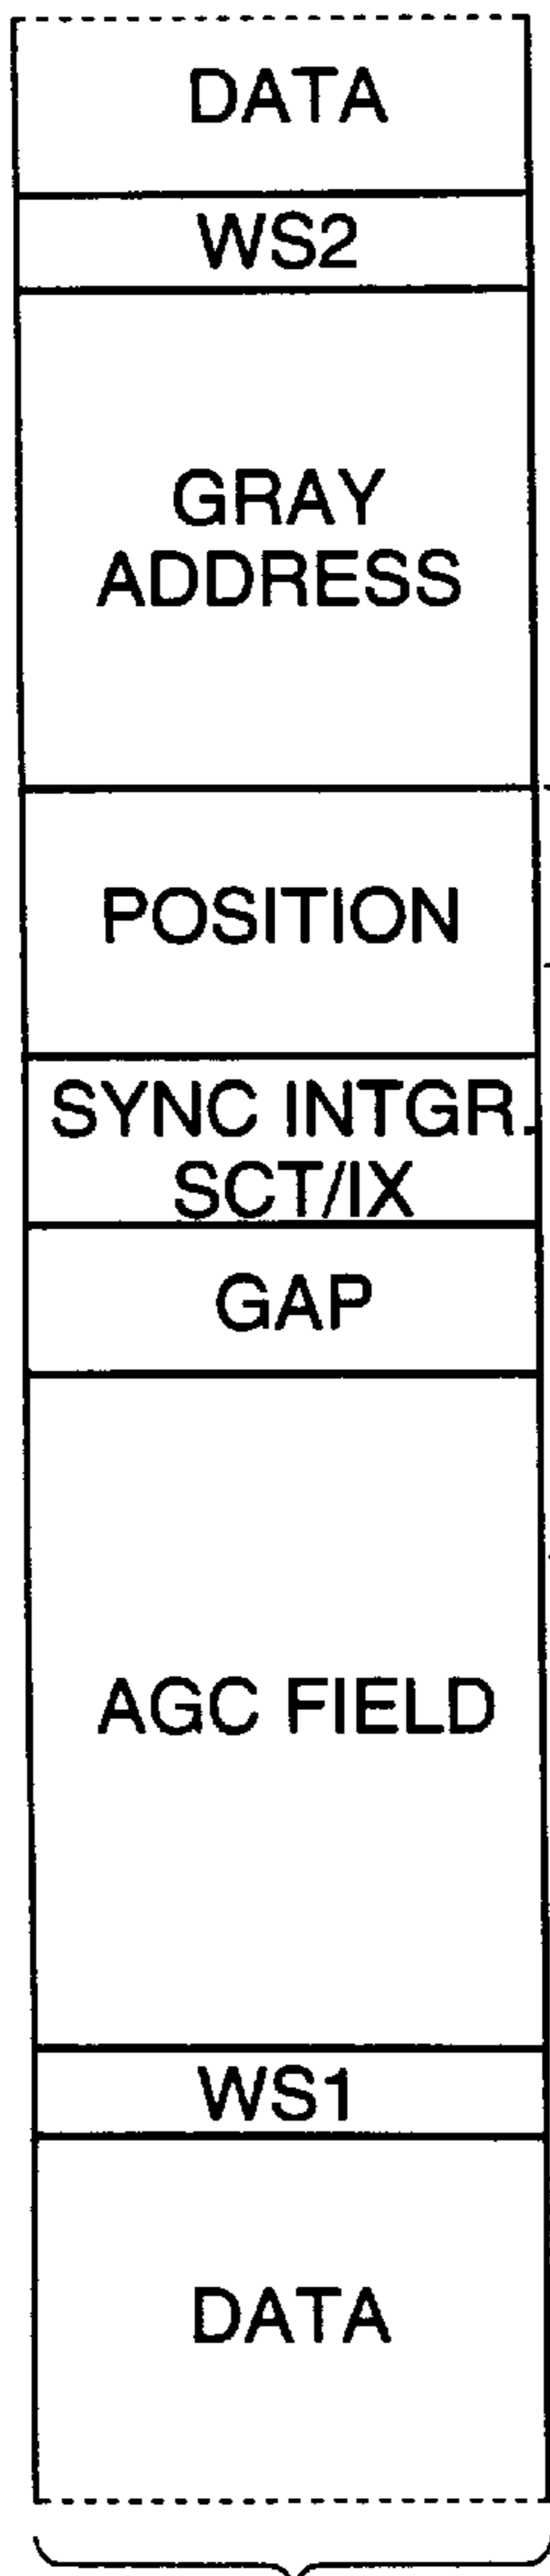 DATA
WS2
GRAY
ADDRESS
POSITION
SYNC INTGR.
SCT/IX
GAP
AGC FIELD
WS1
DATA